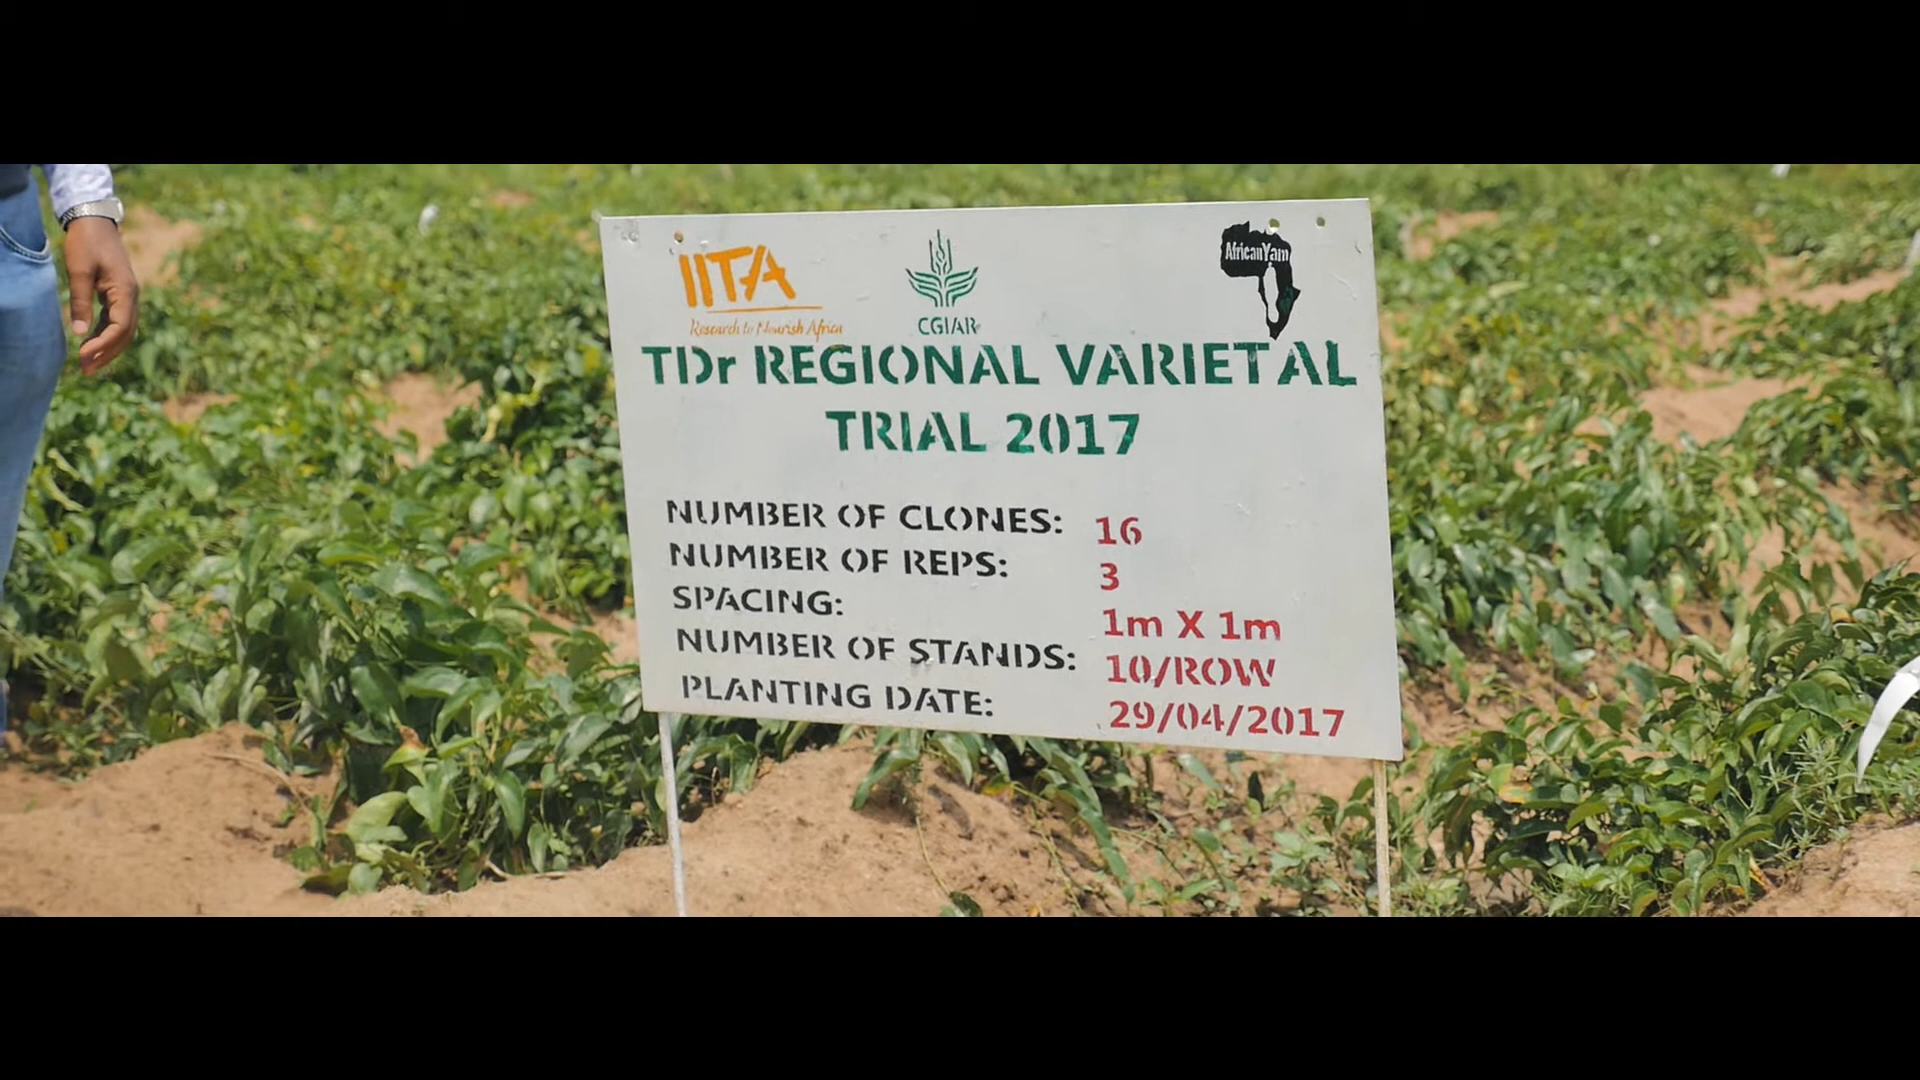 IITA
Research to Nourish Africa
CGIAR
AfricanYam
TDr REGIONAL VARIETAL
TRIAL 2017
NUMBER OF CLONES: 16
NUMBER OF REPS: 3
SPACING: 1m X 1m
NUMBER OF STANDS: 10/ROW
PLANTING DATE: 29/04/2017